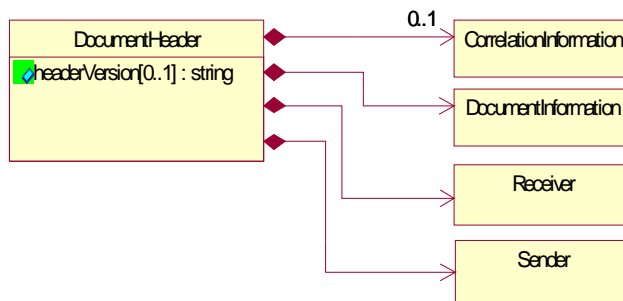 DocumentHeader
headerVersion[0..1] : string
0..1
CorrelationInformation
DocumentInformation
Receiver
Sender